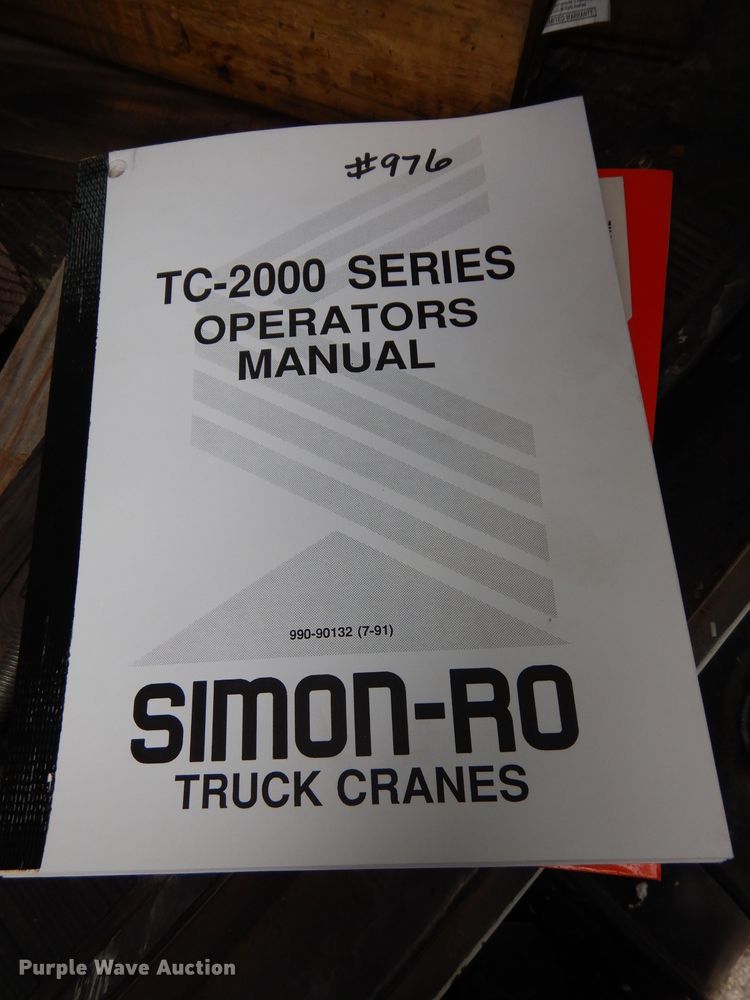 #976
TC-2000 SERIES
OPERATORS
MANUAL
990-90132 (7-91)
SIMON-RO
TRUCK CRANES
Purple Wave Auction